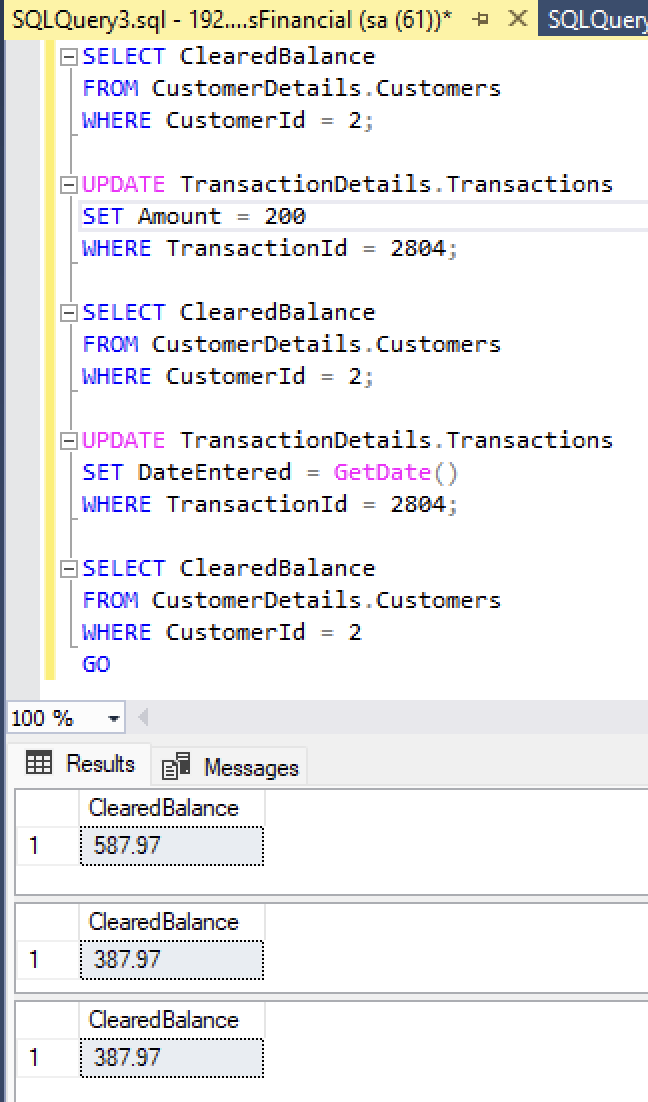 SQLQuery3.sql - 192....sFinancial (sa (61))* SQLQuery
SELECT ClearedBalance
FROM CustomerDetails.Customers
WHERE CustomerId = 2;
UPDATE TransactionDetails.Transactions
SET Amount = 200
WHERE TransactionId = 2804;
SELECT ClearedBalance
FROM CustomerDetails.Customers
WHERE CustomerId = 2;
UPDATE TransactionDetails.Transactions
SET DateEntered = GetDate()
WHERE TransactionId = 2804;
SELECT ClearedBalance
FROM CustomerDetails.Customers
WHERE CustomerId = 2
GO
100 %
Results Messages
ClearedBalance
1 587.97
ClearedBalance
1 387.97
ClearedBalance
1 387.97